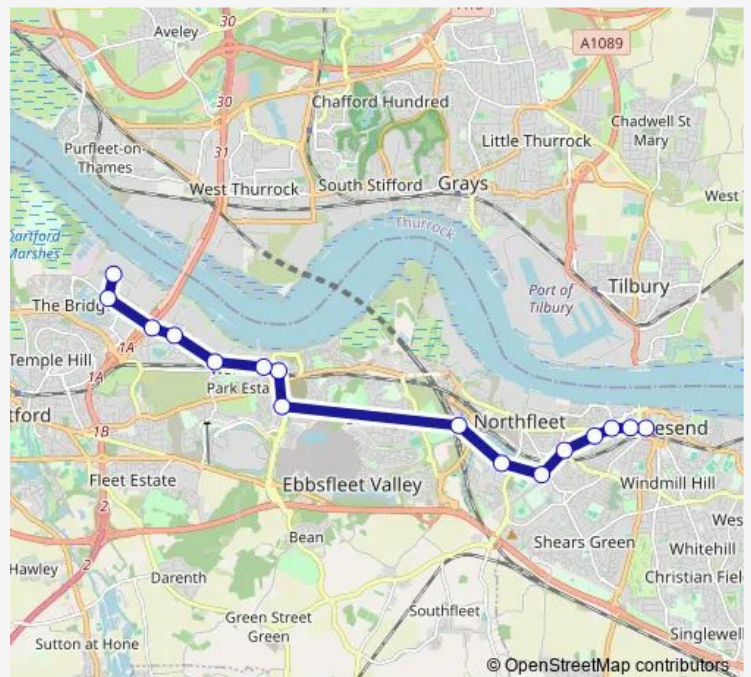 30
Aveley
A1089
30
Chafford Hundred
Chadwell St
Mary
31
Little Thurrock
Purfleet-on-
Thames
West Thurrock
South Stifford
Grays
West
Thurrock
Dartford
Marshes
Port of
Tilbury
Tilbury
The Bridg
1A
Temple Hill
1A
Park Esta
tford
Northfleet
esend
1B
Fleet Estate
Ebbsfleet Valley
Windmill Hill
2
Wes
Bean
Shears Green
Whitehill
2
Hawley
Darenth
Christian Fiel
Southfleet
Green Street
Green
Singlewel
Sutton at Hone
© OpenStreetMap contributors